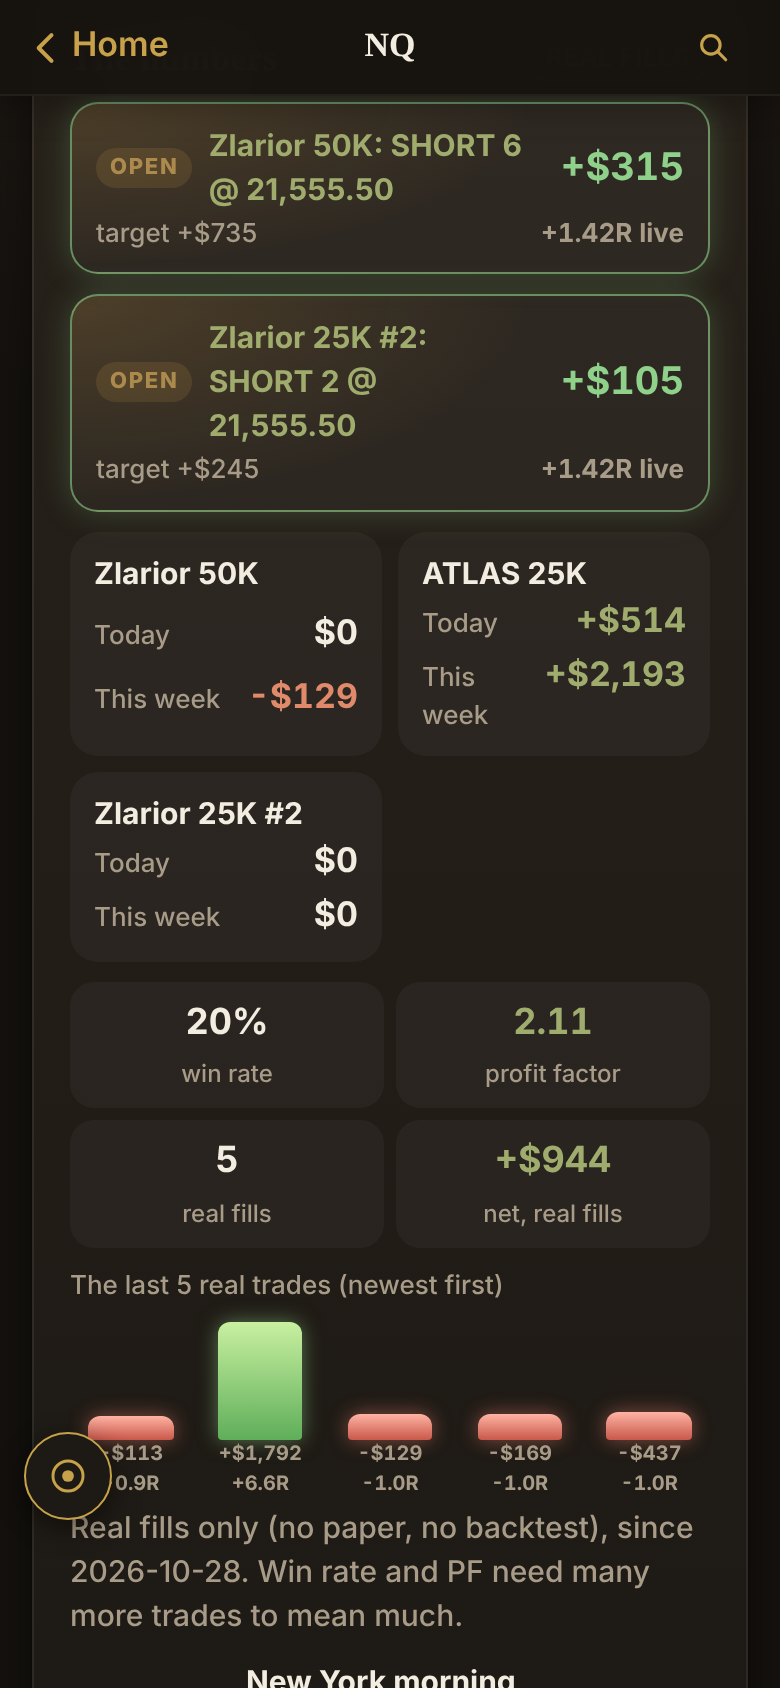 Home
NQ
OPEN
Zlarior 50K: SHORT 6
@ 21,555.50
+$315
target +$735
+1.42R live
OPEN
Zlarior 25K #2:
SHORT 2 @
21,555.50
+$105
target +$245
+1.42R live
Zlarior 50K
Today
$0
This week
-$129
ATLAS 25K
Today
+$514
This
week
+$2,193
Zlarior 25K #2
Today
$0
This week
$0
20%
win rate
2.11
profit factor
5
real fills
+$944
net, real fills
The last 5 real trades (newest first)
-$113
+$1,792
-$129
-$169
-$437
0.9R
+6.6R
-1.0R
-1.0R
-1.0R
Real fills only (no paper, no backtest), since
2026-10-28. Win rate and PF need many
more trades to mean much.
New York morning